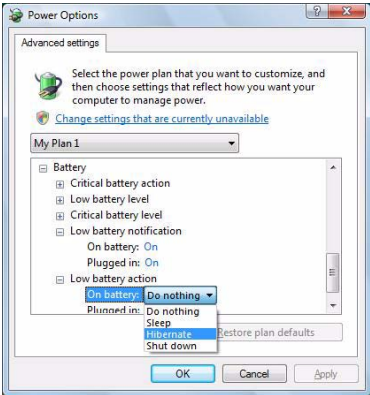 Power Options
Advanced settings
Select the power plan that you want to customize, and
then choose settings that reflect how you want your
computer to manage power.
Change settings that are currently unavailable
My Plan 1
Battery
Critical battery action
Low battery level
Critical battery level
Low battery notification
On battery: On
Plugged in: On
Low battery action
On battery: Do nothing
Plugged in:
Do nothing
Sleep
Hibernate
Shut down
Restore plan defaults
OK Cancel Apply